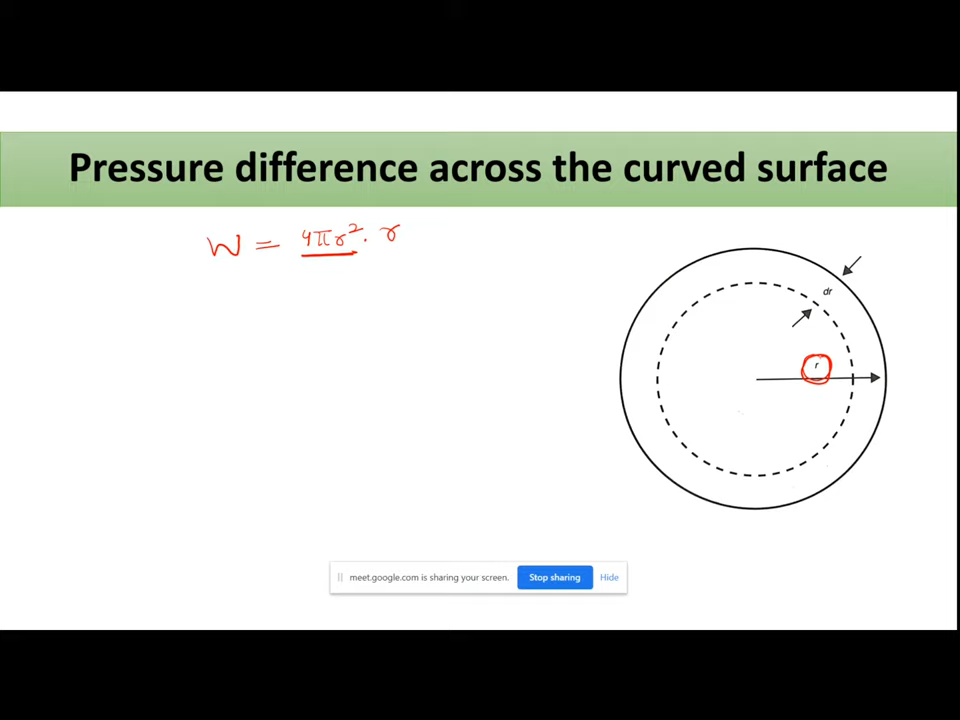 Pressure difference across the curved surface
W = 4πr². γ
dr
r
meet.google.com is sharing your screen. Stop sharing Hide